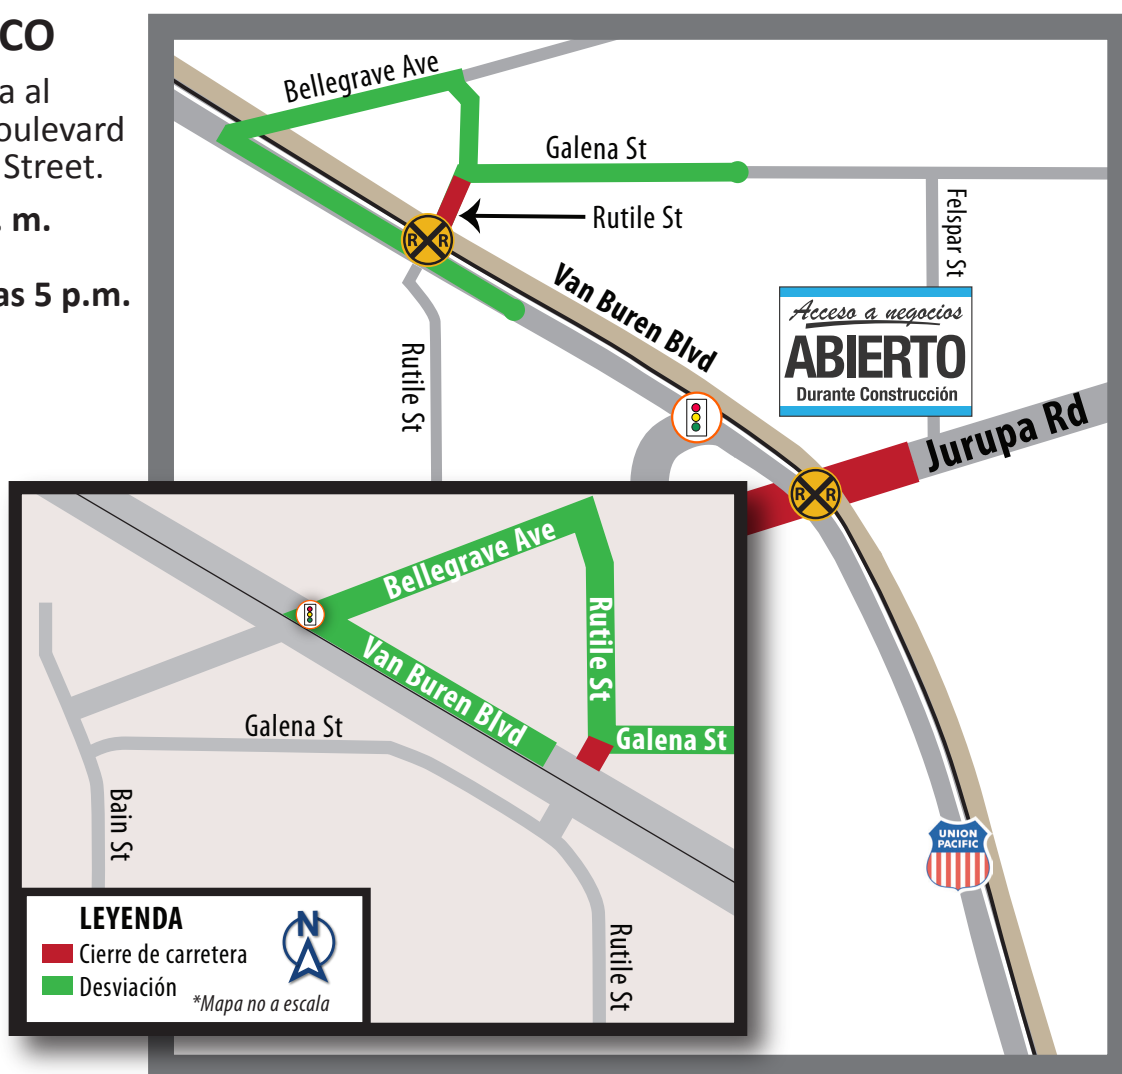 CO
a al
oulevard
Street.
. m.
as 5 p.m.
Bellegrave Ave
Galena St
Rutile St
Felspar St
Van Buren Blvd
Rutile St
Acceso a negocios
ABIERTO
Durante Construcción
Jurupa Rd
R R
R R
UNION
PACIFIC
Bellegrave Ave
Rutile St
Van Buren Blvd
Galena St
Galena St
Bain St
Rutile St
LEYENDA
Cierre de carretera
Desviación
*Mapa no a escala
N